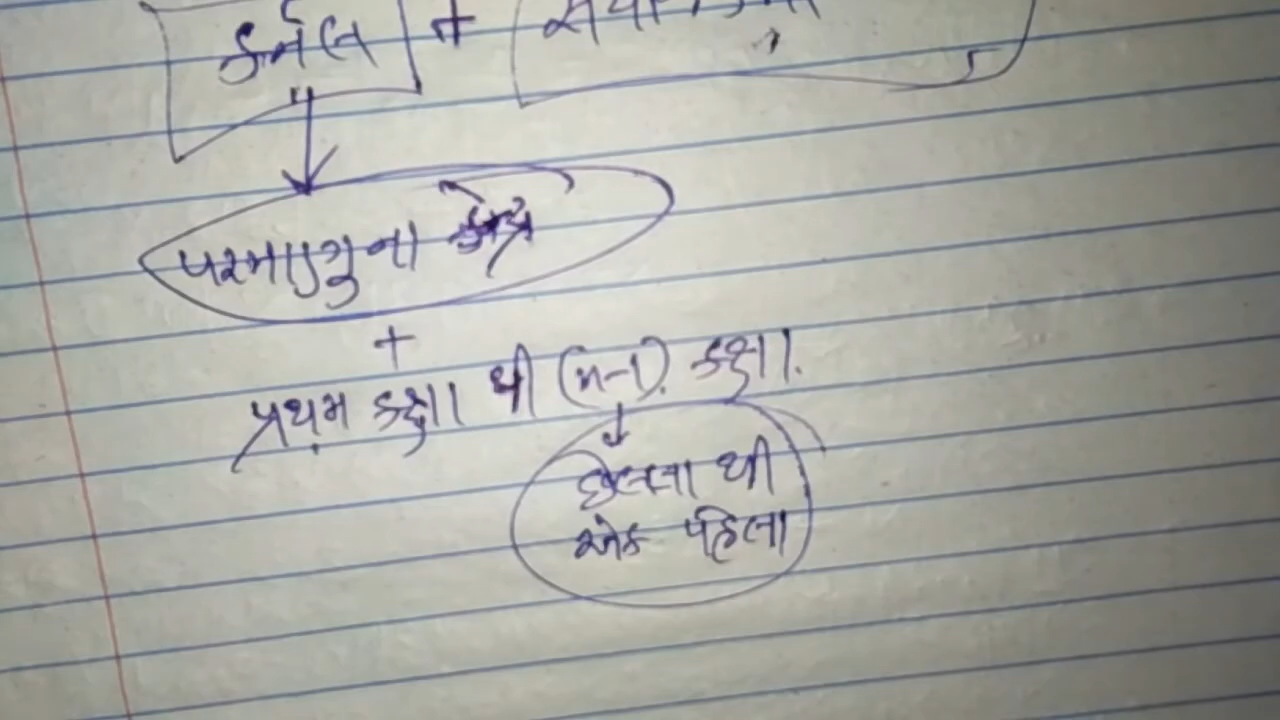 કર્નલ +
પરમાણુના કેન્દ્ર
+
પ્રથમ કક્ષા થી (n-1) કક્ષા.
છેલ્લા થી
એક પહેલા